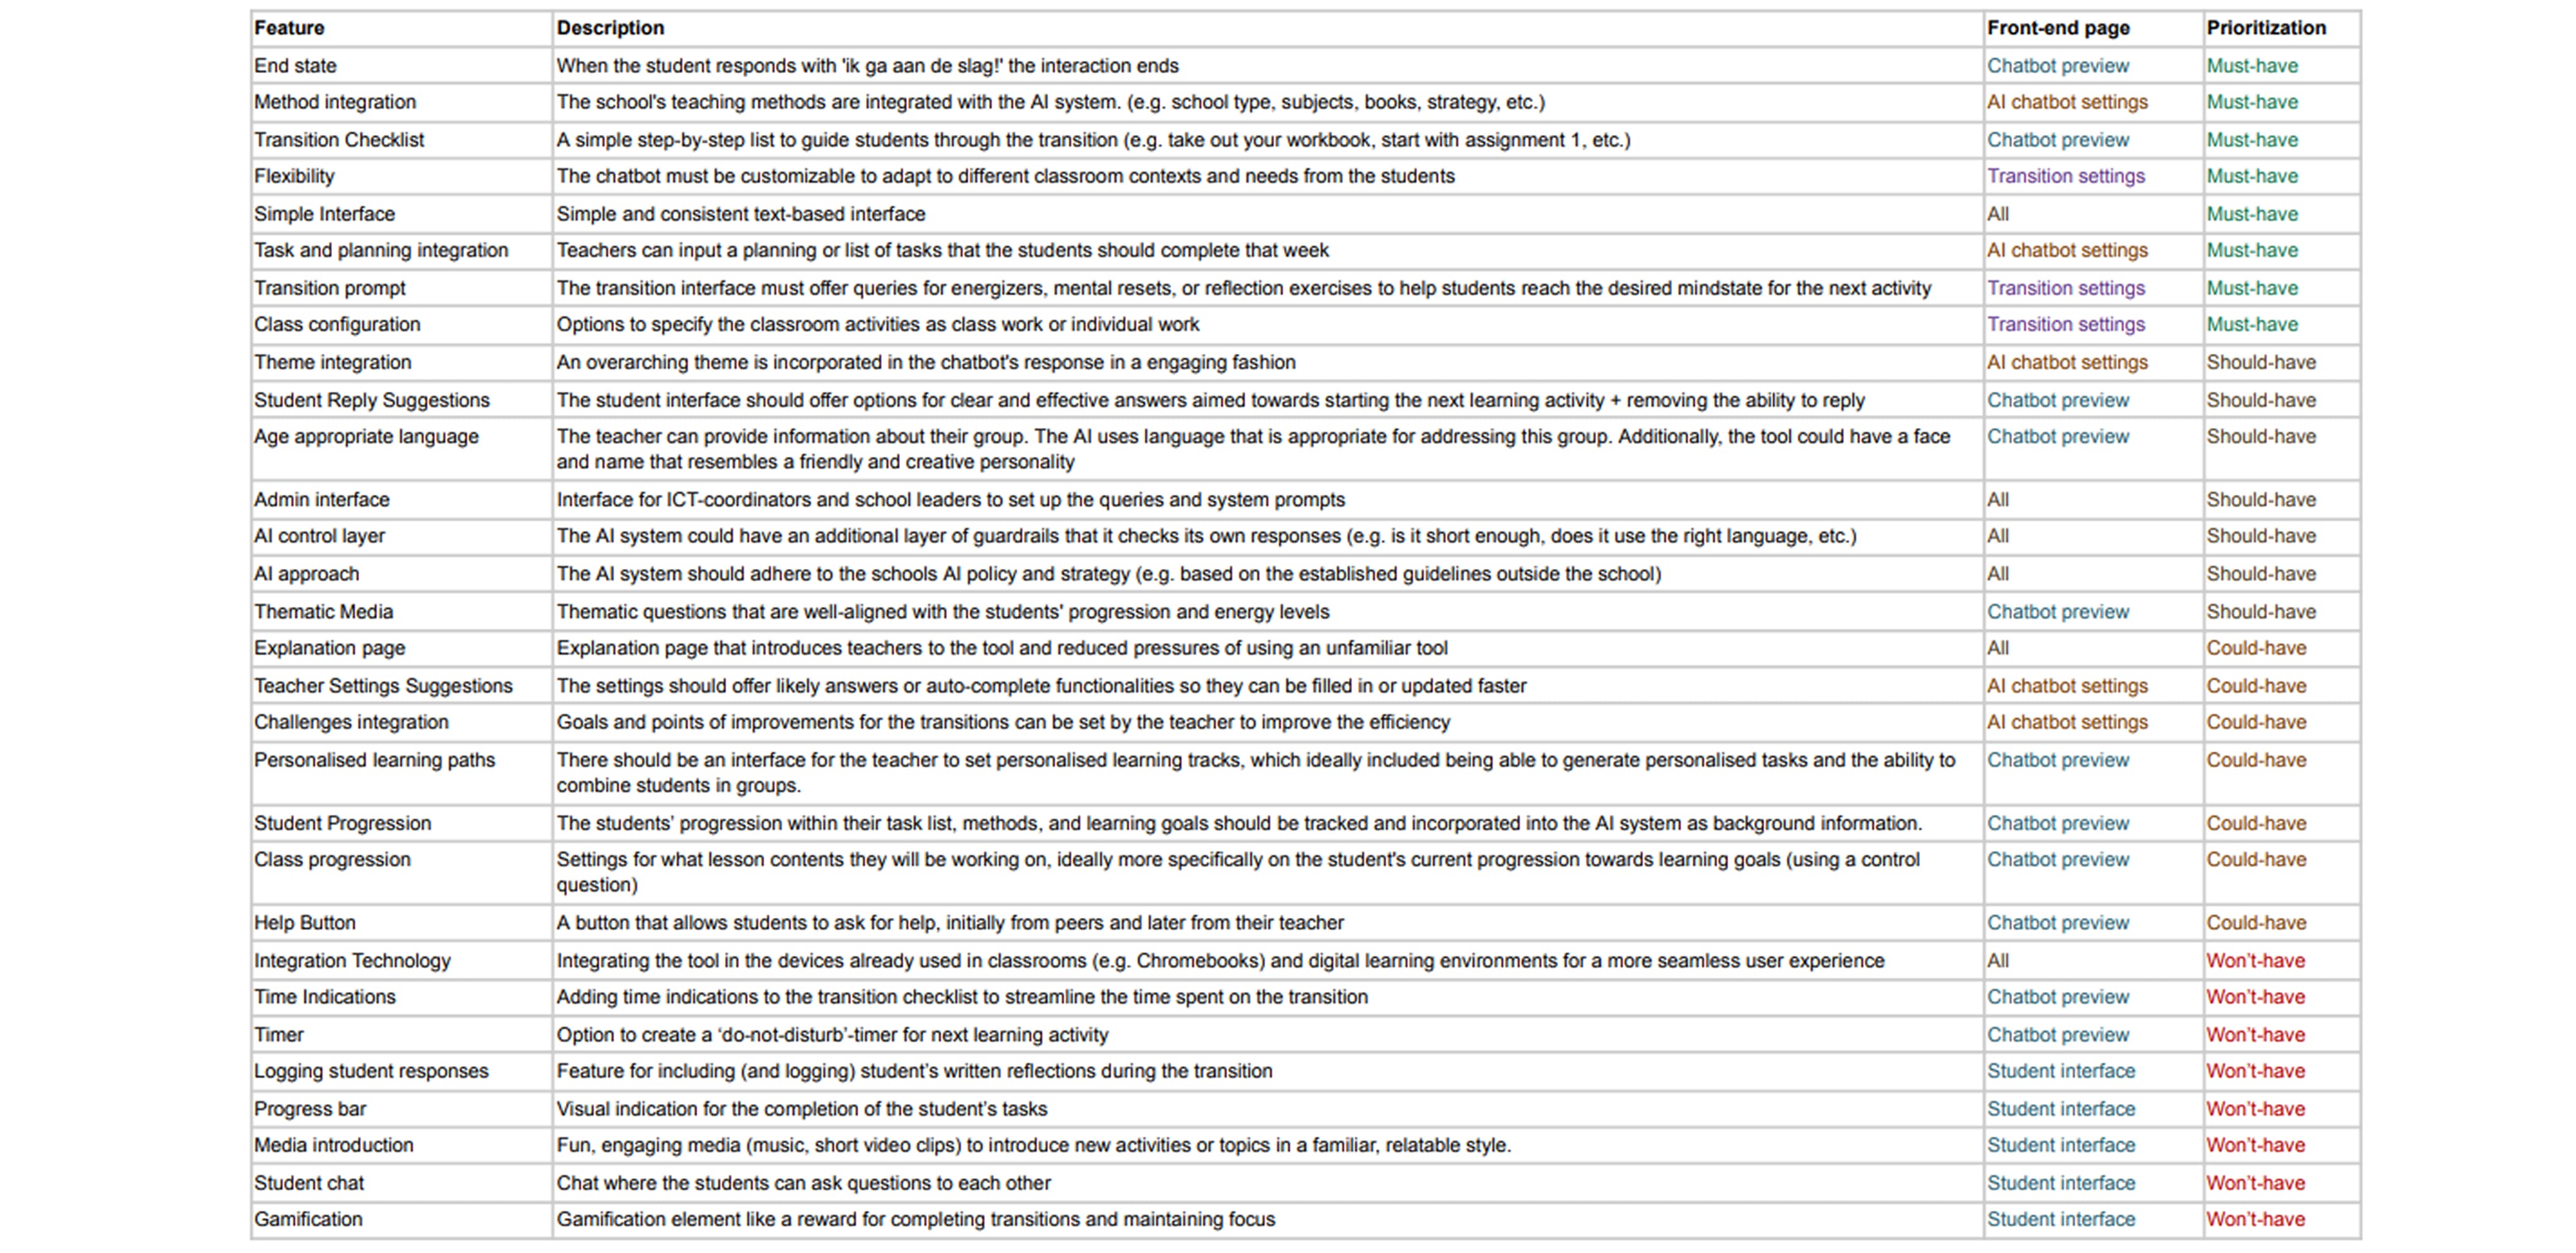 Feature Description Front-end page Prioritization
End state When the student responds with 'ik ga aan de slag!' the interaction ends Chatbot preview Must-have
Method integration The school's teaching methods are integrated with the AI system. (e.g. school type, subjects, books, strategy, etc.) AI chatbot settings Must-have
Transition Checklist A simple step-by-step list to guide students through the transition (e.g. take out your workbook, start with assignment 1, etc.) Chatbot preview Must-have
Flexibility The chatbot must be customizable to adapt to different classroom contexts and needs from the students Transition settings Must-have
Simple Interface Simple and consistent text-based interface All Must-have
Task and planning integration Teachers can input a planning or list of tasks that the students should complete that week AI chatbot settings Must-have
Transition prompt The transition interface must offer queries for energizers, mental resets, or reflection exercises to help students reach the desired mindstate for the next activity Transition settings Must-have
Class configuration Options to specify the classroom activities as class work or individual work Transition settings Must-have
Theme integration An overarching theme is incorporated in the chatbot's response in a engaging fashion AI chatbot settings Should-have
Student Reply Suggestions The student interface should offer options for clear and effective answers aimed towards starting the next learning activity + removing the ability to reply Chatbot preview Should-have
Age appropriate language The teacher can provide information about their group. The AI uses language that is appropriate for addressing this group. Additionally, the tool could have a face Chatbot preview Should-have
and name that resembles a friendly and creative personality
Admin interface Interface for ICT-coordinators and school leaders to set up the queries and system prompts All Should-have
AI control layer The AI system could have an additional layer of guardrails that it checks its own responses (e.g. is it short enough, does it use the right language, etc.) All Should-have
AI approach The AI system should adhere to the schools AI policy and strategy (e.g. based on the established guidelines outside the school) All Should-have
Thematic Media Thematic questions that are well-aligned with the students' progression and energy levels Chatbot preview Should-have
Explanation page Explanation page that introduces teachers to the tool and reduced pressures of using an unfamiliar tool All Could-have
Teacher Settings Suggestions The settings should offer likely answers or auto-complete functionalities so they can be filled in or updated faster AI chatbot settings Could-have
Challenges integration Goals and points of improvements for the transitions can be set by the teacher to improve the efficiency AI chatbot settings Could-have
Personalised learning paths There should be an interface for the teacher to set personalised learning tracks, which ideally included being able to generate personalised tasks and the ability to Chatbot preview Could-have
combine students in groups.
Student Progression The students' progression within their task list, methods, and learning goals should be tracked and incorporated into the AI system as background information. Chatbot preview Could-have
Class progression Settings for what lesson contents they will be working on, ideally more specifically on the student's current progression towards learning goals (using a control Chatbot preview Could-have
question)
Help Button A button that allows students to ask for help, initially from peers and later from their teacher Chatbot preview Could-have
Integration Technology Integrating the tool in the devices already used in classrooms (e.g. Chromebooks) and digital learning environments for a more seamless user experience All Won't-have
Time Indications Adding time indications to the transition checklist to streamline the time spent on the transition Chatbot preview Won't-have
Timer Option to create a 'do-not-disturb'-timer for next learning activity Chatbot preview Won't-have
Logging student responses Feature for including (and logging) student's written reflections during the transition Student interface Won't-have
Progress bar Visual indication for the completion of the student's tasks Student interface Won't-have
Media introduction Fun, engaging media (music, short video clips) to introduce new activities or topics in a familiar, relatable style. Student interface Won't-have
Student chat Chat where the students can ask questions to each other Student interface Won't-have
Gamification Gamification element like a reward for completing transitions and maintaining focus Student interface Won't-have